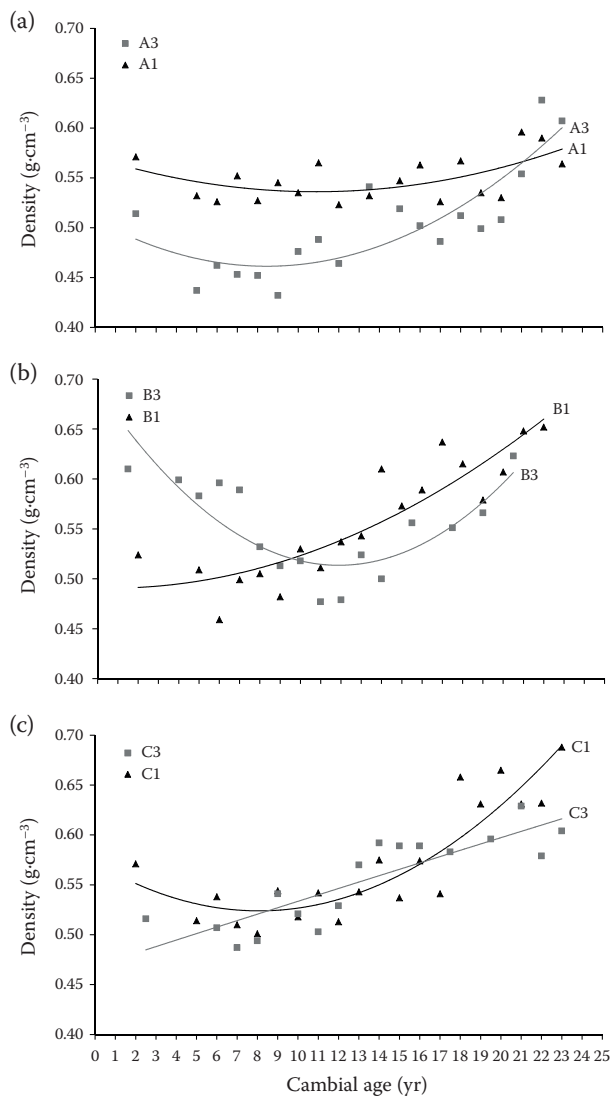 (a)
0.70
0.65
0.60
0.55
0.50
0.45
0.40
Density (g·cm⁻³)
A3
A1
A3
A1
(b)
0.70
0.65
0.60
0.55
0.50
0.45
0.40
Density (g·cm⁻³)
B3
B1
B1
B3
(c)
0.70
0.65
0.60
0.55
0.50
0.45
0.40
Density (g·cm⁻³)
C3
C1
C1
C3
0 1 2 3 4 5 6 7 8 9 10 11 12 13 14 15 16 17 18 19 20 21 22 23 24 25
Cambial age (yr)